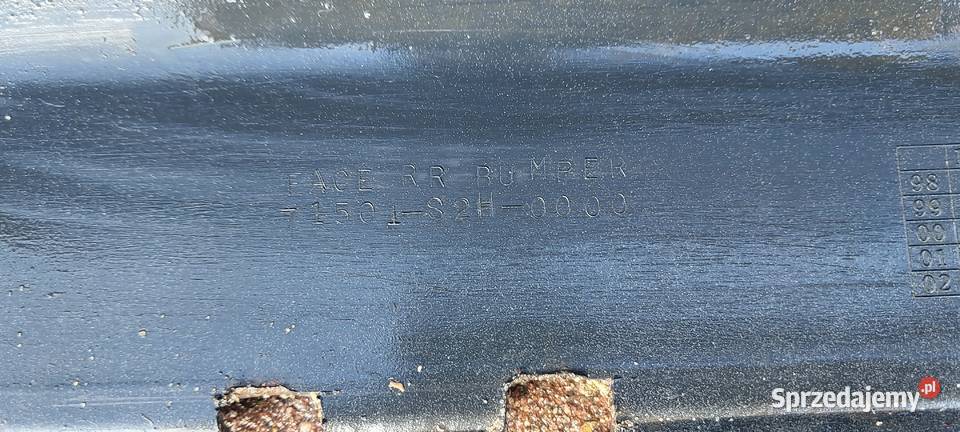 FACE RR BUMPER
71501-S2H-0000
98
99
00
01
02
Sprzedajemy.pl